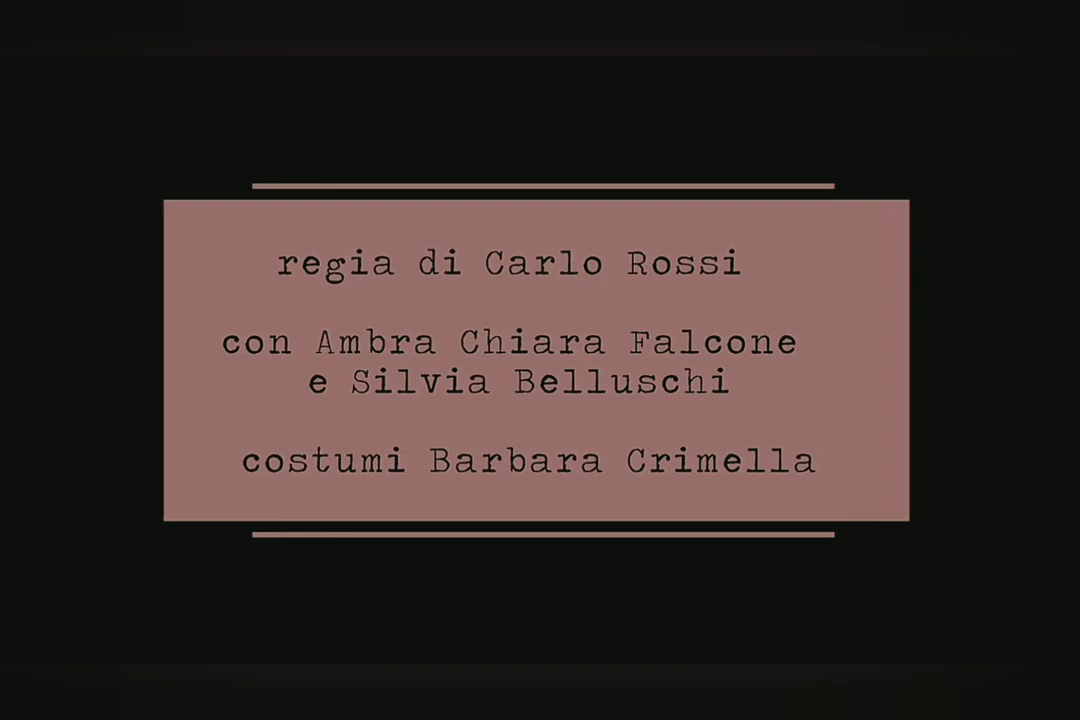 regia di Carlo Rossi
con Ambra Chiara Falcone
e Silvia Belluschi
costumi Barbara Crimella